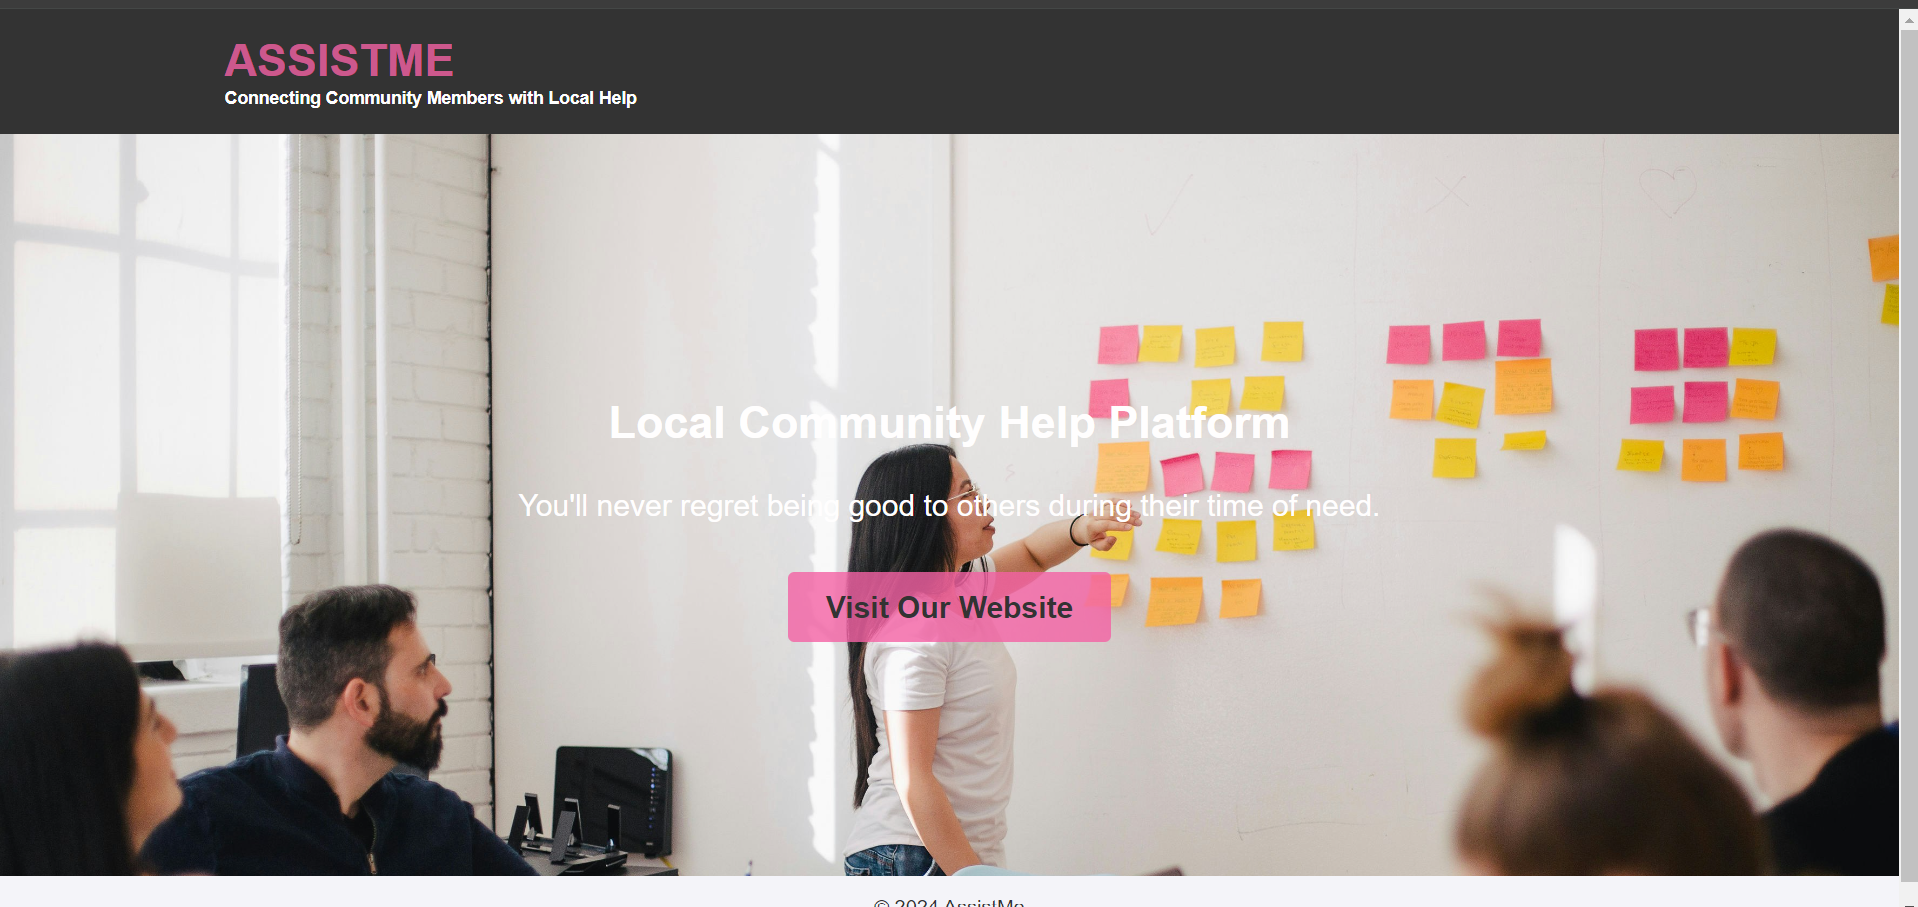 ASSISTME
Connecting Community Members with Local Help
Local Community Help Platform
You'll never regret being good to others during their time of need.
Visit Our Website
© 2024 AssistMe